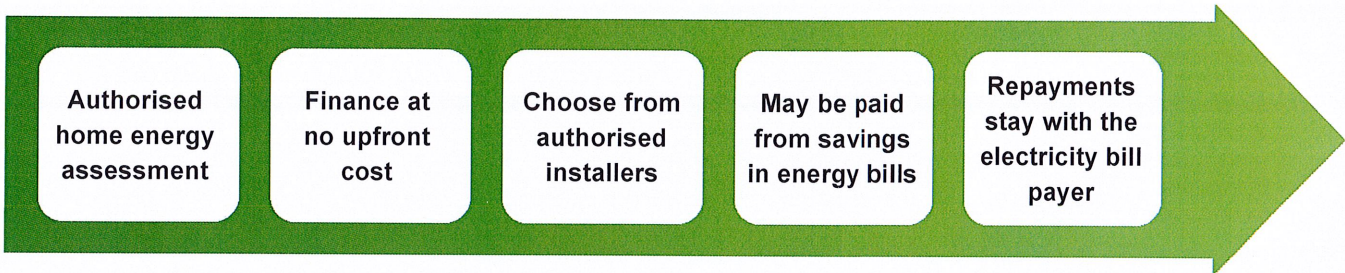 Authorised
home energy
assessment
Finance at
no upfront
cost
Choose from
authorised
installers
May be paid
from savings
in energy bills
Repayments
stay with the
electricity bill
payer